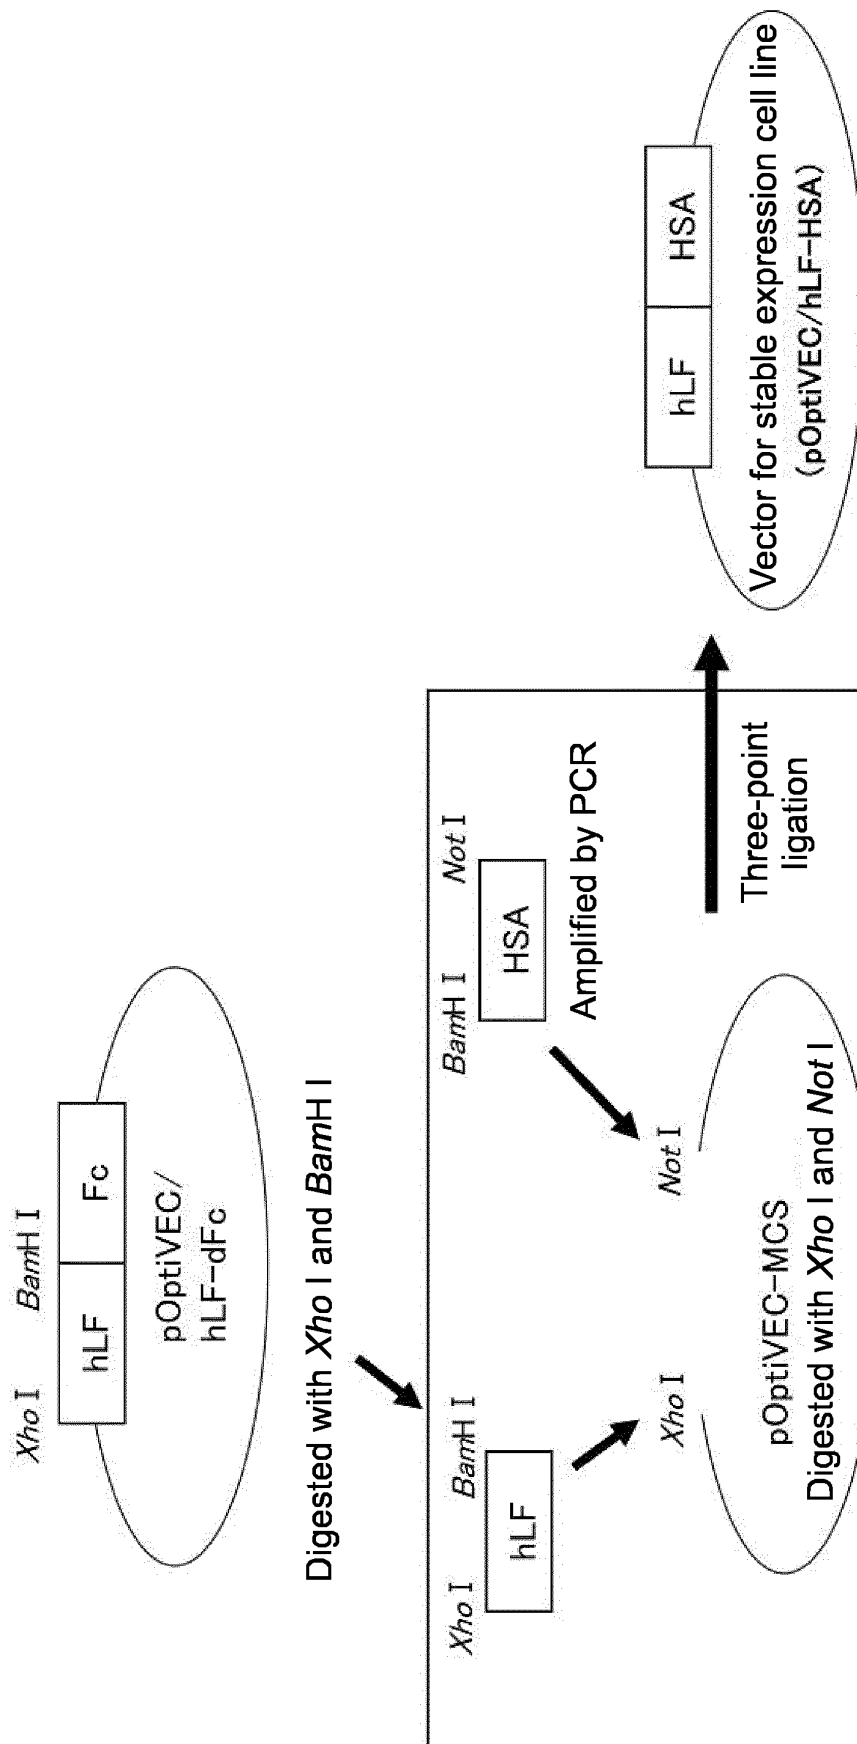 Xho I BamH I
hLF Fc
pOptiVEC/
hLF-dFc
Digested with Xho I and BamH I
Xho I BamH I BamH I Not I
hLF HSA
Amplified by PCR
Xho I Not I
pOptiVEC-MCS
Digested with Xho I and Not I
Three-point
ligation
hLF HSA
Vector for stable expression cell line
(pOptiVEC/hLF-HSA)